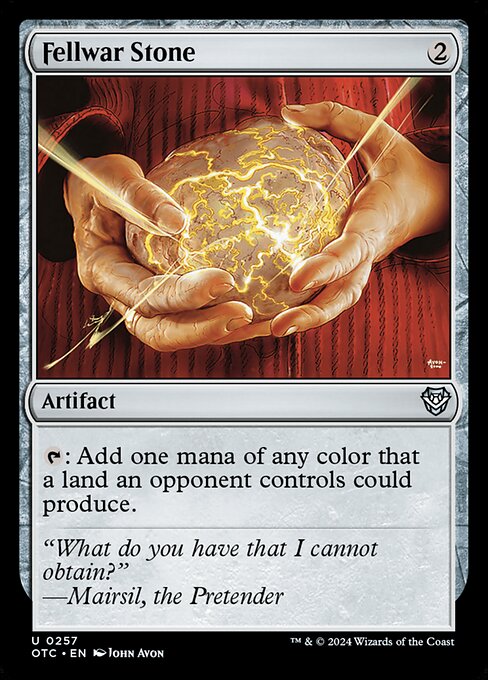 Fellwar Stone 2
Artifact
: Add one mana of any color that
a land an opponent controls could
produce.
“What do you have that I cannot
obtain?”
—Mairsil, the Pretender
U 0257
OTC • EN John Avon
™ & © 2024 Wizards of the Coast